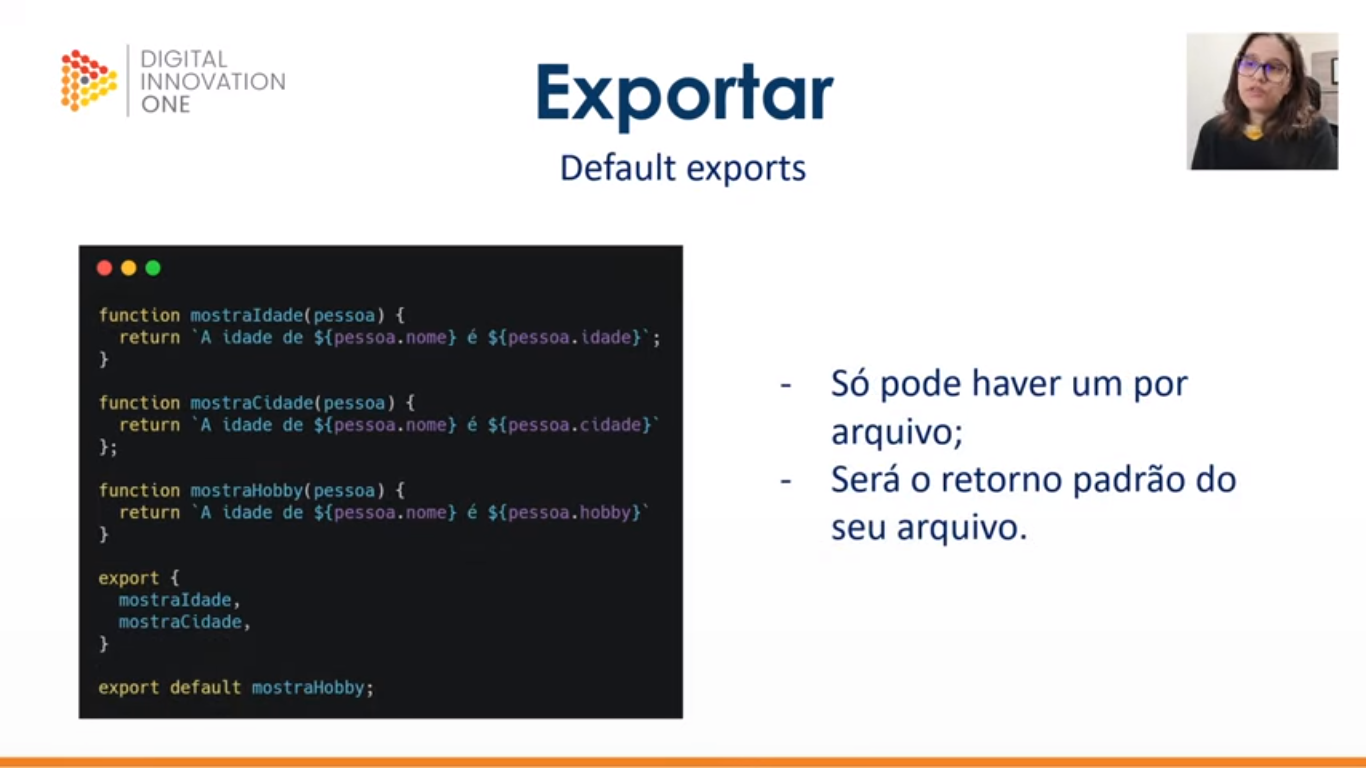 DIGITAL
INNOVATION
ONE
Exportar
Default exports
function mostraIdade(pessoa) {
  return `A idade de ${pessoa.nome} é ${pessoa.idade}`;
}
function mostraCidade(pessoa) {
  return `A idade de ${pessoa.nome} é ${pessoa.cidade}`
};
function mostraHobby(pessoa) {
  return `A idade de ${pessoa.nome} é ${pessoa.hobby}`
}
export {
  mostraIdade,
  mostraCidade,
}
export default mostraHobby;
- Só pode haver um por
arquivo;
- Será o retorno padrão do
seu arquivo.